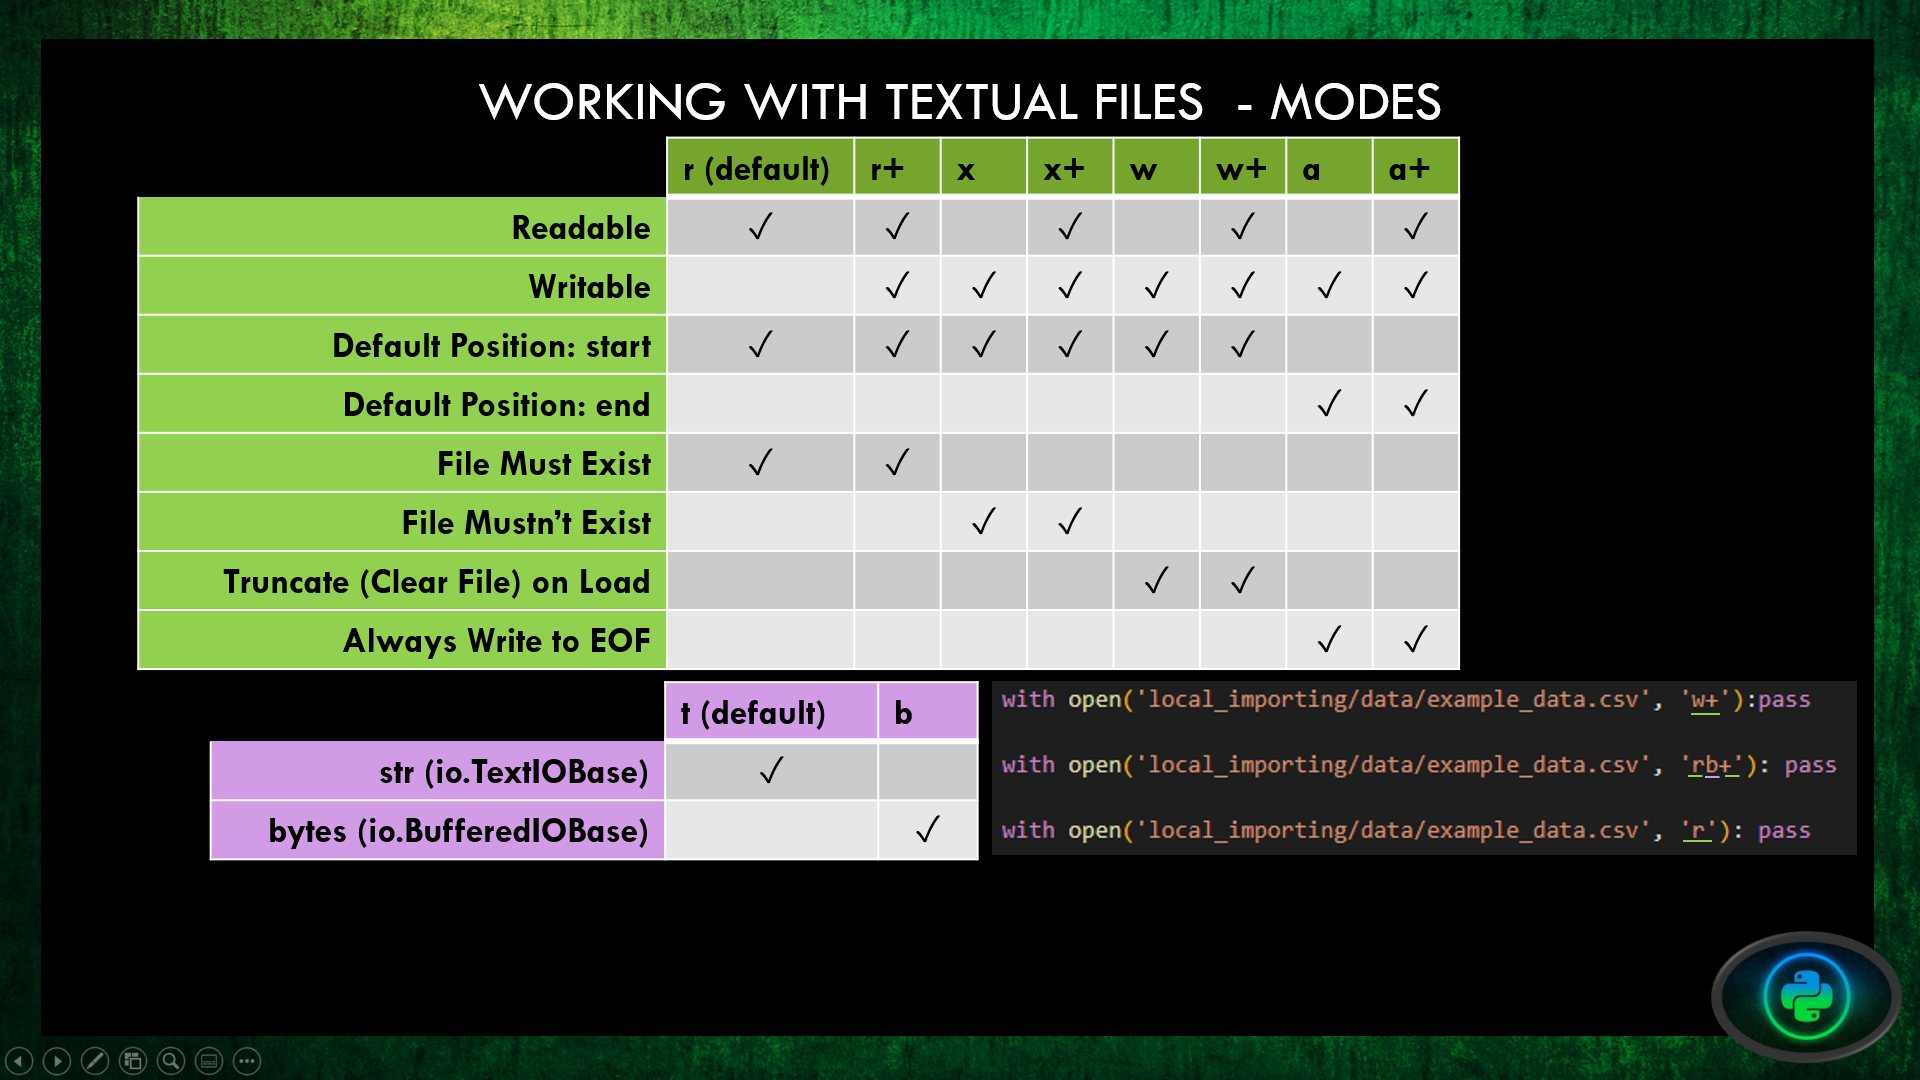 WORKING WITH TEXTUAL FILES - MODES
r (default) r+ x x+ w w+ a a+
Readable ✓ ✓ ✓ ✓ ✓
Writable ✓ ✓ ✓ ✓ ✓ ✓ ✓
Default Position: start ✓ ✓ ✓ ✓ ✓ ✓
Default Position: end ✓ ✓
File Must Exist ✓ ✓
File Mustn’t Exist ✓ ✓
Truncate (Clear File) on Load ✓ ✓
Always Write to EOF ✓ ✓
t (default) b
str (io.TextIOBase) ✓
bytes (io.BufferedIOBase) ✓
with open('local_importing/data/example_data.csv', 'w+'):pass
with open('local_importing/data/example_data.csv', 'rb+'): pass
with open('local_importing/data/example_data.csv', 'r'): pass